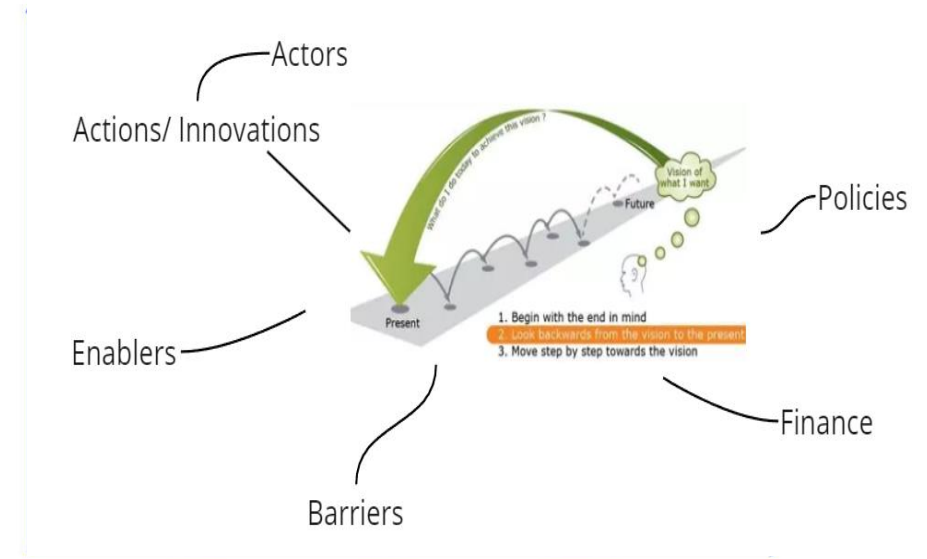 Actors
Actions/ Innovations
What do I do today to achieve this vision ?
Vision of
what I want
Policies
Future
Present
1. Begin with the end in mind
2. Look backwards from the vision to the present
3. Move step by step towards the vision
Enablers
Finance
Barriers